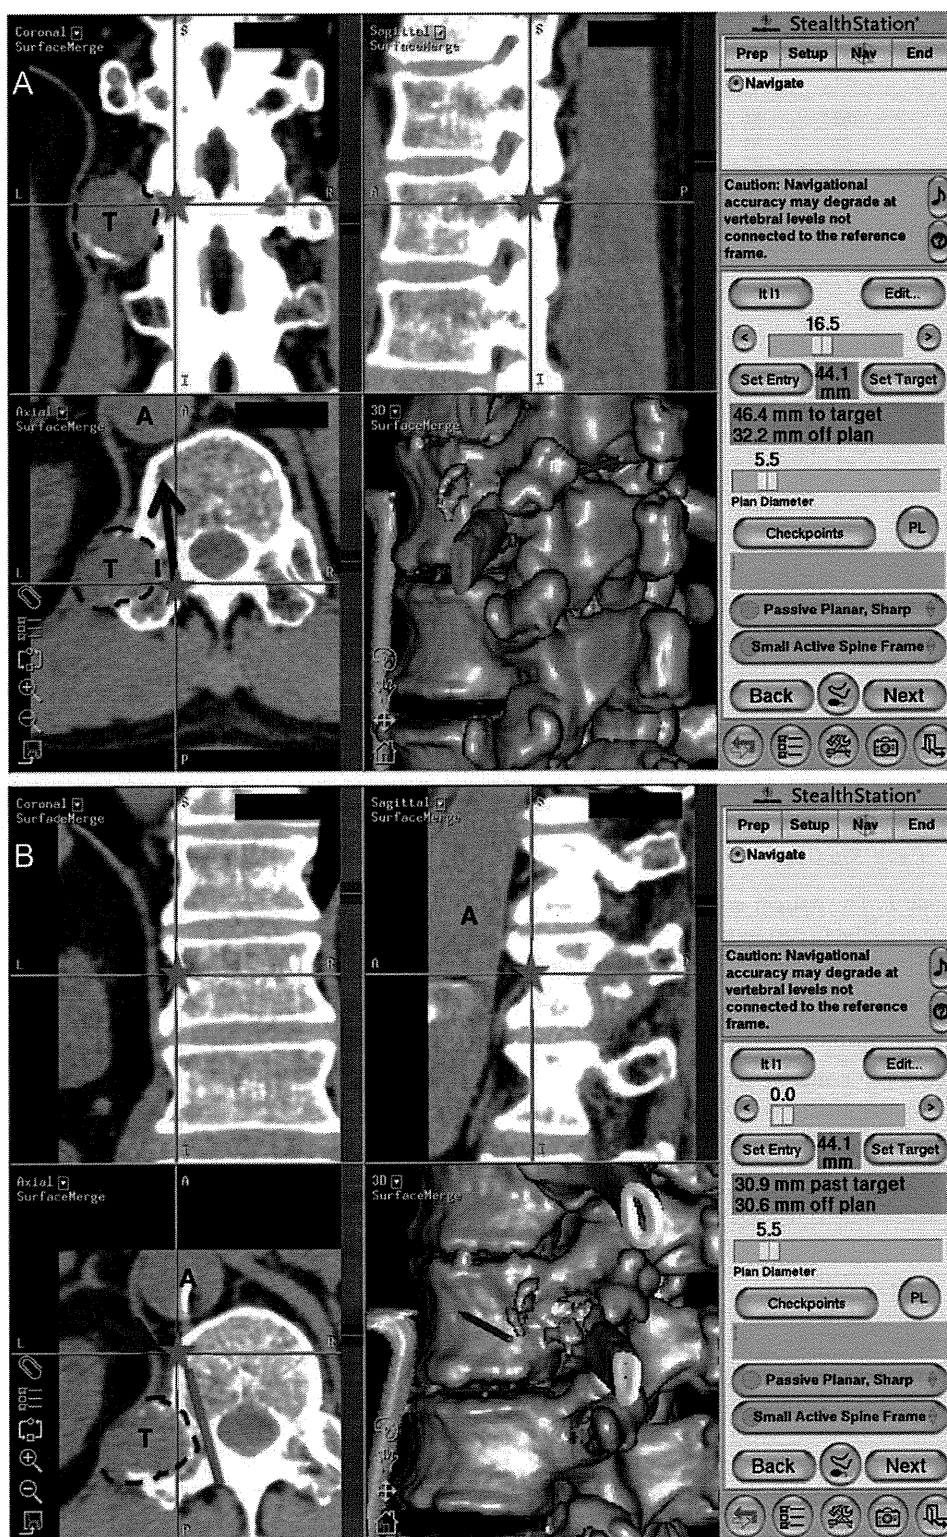 A
Coronal
SurfaceMerge
S
L
R
T
I
Sagittal
SurfaceMerge
S
A
P
I
Axial
SurfaceMerge
A
A
L
R
T
P
3D
SurfaceMerge
StealthStation
Prep Setup Nav End
Navigate
Caution: Navigational
accuracy may degrade at
vertebral levels not
connected to the reference
frame.
Edit...
< 16.5 >
Set Entry 44.1 mm Set Target
46.4 mm to target
32.2 mm off plan
5.5
Plan Diameter
Checkpoints PL
Passive Planar, Sharp
Small Active Spine Frame
Back Next
B
Coronal
SurfaceMerge
S
L
R
I
Sagittal
SurfaceMerge
S
A
A
I
Axial
SurfaceMerge
A
A
L
R
T
P
3D
SurfaceMerge
StealthStation
Prep Setup Nav End
Navigate
Caution: Navigational
accuracy may degrade at
vertebral levels not
connected to the reference
frame.
Edit...
< 0.0 >
Set Entry 44.1 mm Set Target
30.9 mm past target
30.6 mm off plan
5.5
Plan Diameter
Checkpoints PL
Passive Planar, Sharp
Small Active Spine Frame
Back Next